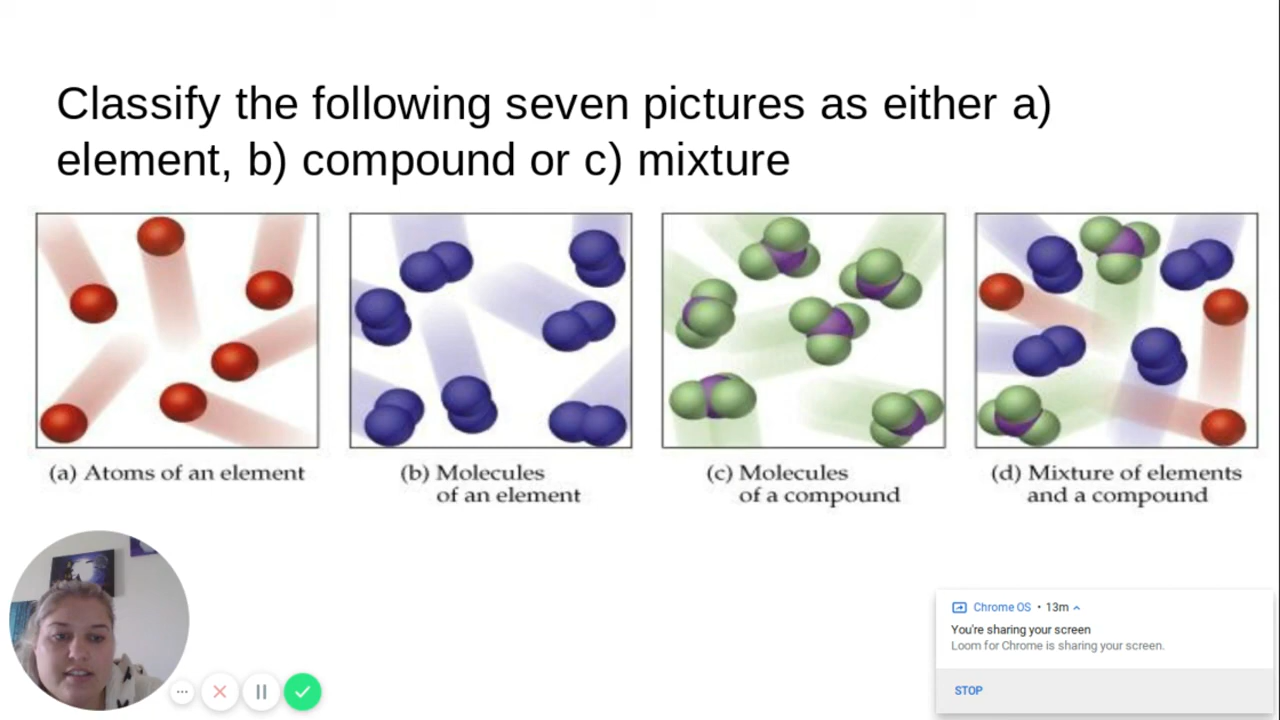 Classify the following seven pictures as either a)
element, b) compound or c) mixture
(a) Atoms of an element
(b) Molecules
of an element
(c) Molecules
of a compound
(d) Mixture of elements
and a compound
Chrome OS • 13m
You're sharing your screen
Loom for Chrome is sharing your screen.
STOP